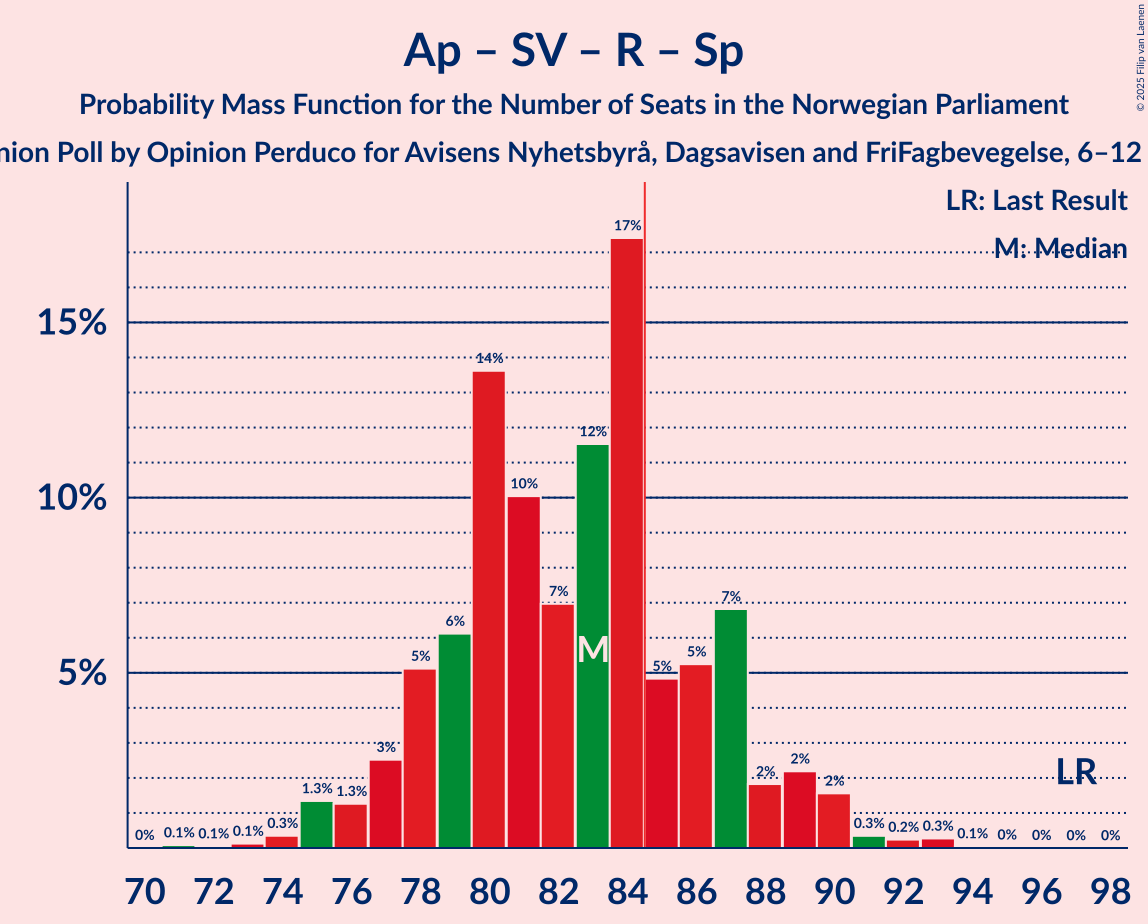 Ap – SV – R – Sp
Probability Mass Function for the Number of Seats in the Norwegian Parliament
nion Poll by Opinion Perduco for Avisens Nyhetsbyrå, Dagsavisen and FriFagbevegelse, 6–12
© 2025 Filip van Laenen
LR: Last Result
M: Median
15%
10%
5%
0% 0.1% 0.1% 0.1% 0.3% 1.3% 1.3% 3% 5% 6% 14% 10% 7% 12% 17% 5% 5% 7% 2% 2% 2% 0.3% 0.2% 0.3% 0.1% 0% 0% 0% 0%
M
LR
70 72 74 76 78 80 82 84 86 88 90 92 94 96 98